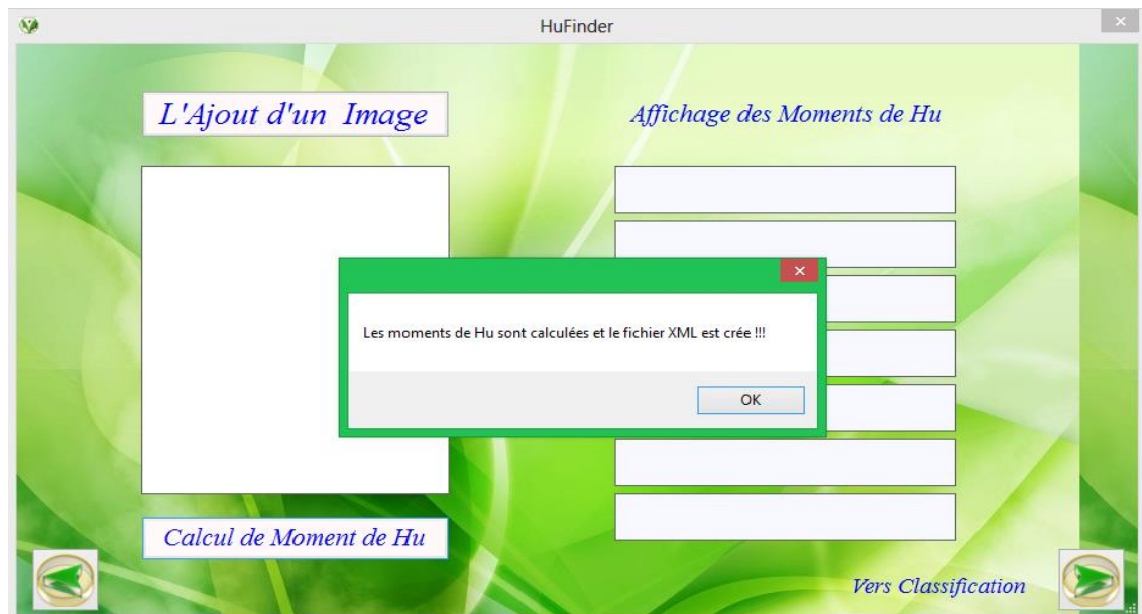 HuFinder
L'Ajout d'un Image
Affichage des Moments de Hu
Les moments de Hu sont calculées et le fichier XML est crée !!!
OK
Calcul de Moment de Hu
Vers Classification